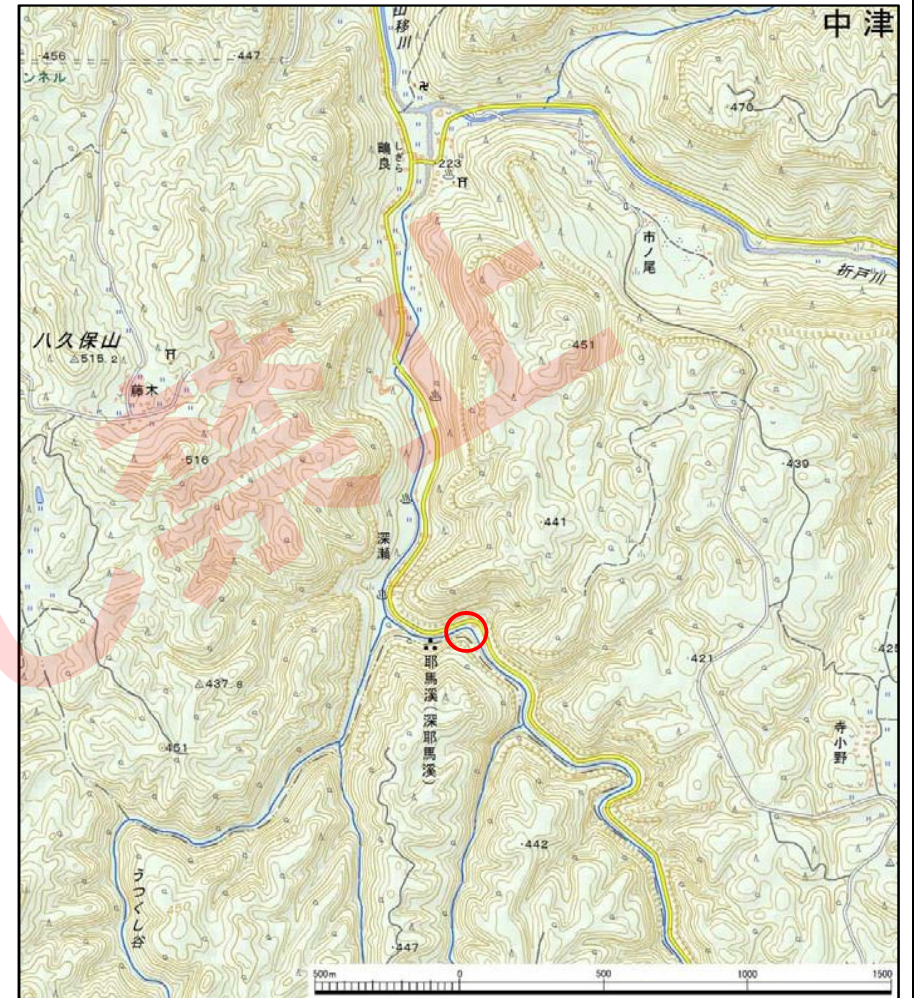 中津
山移川
・456
・447
ンネル
卍
・470
鴫良
しぎら
223
市ノ尾
折戸川
八久保山
△515.2
藤木
・451
・516
・439
・441
深瀬
・421
耶馬溪(深耶馬溪)
△437.8
・451
425
寺小野
・442
うつくし谷
・447
500m 0 500 1000 1500
禁止